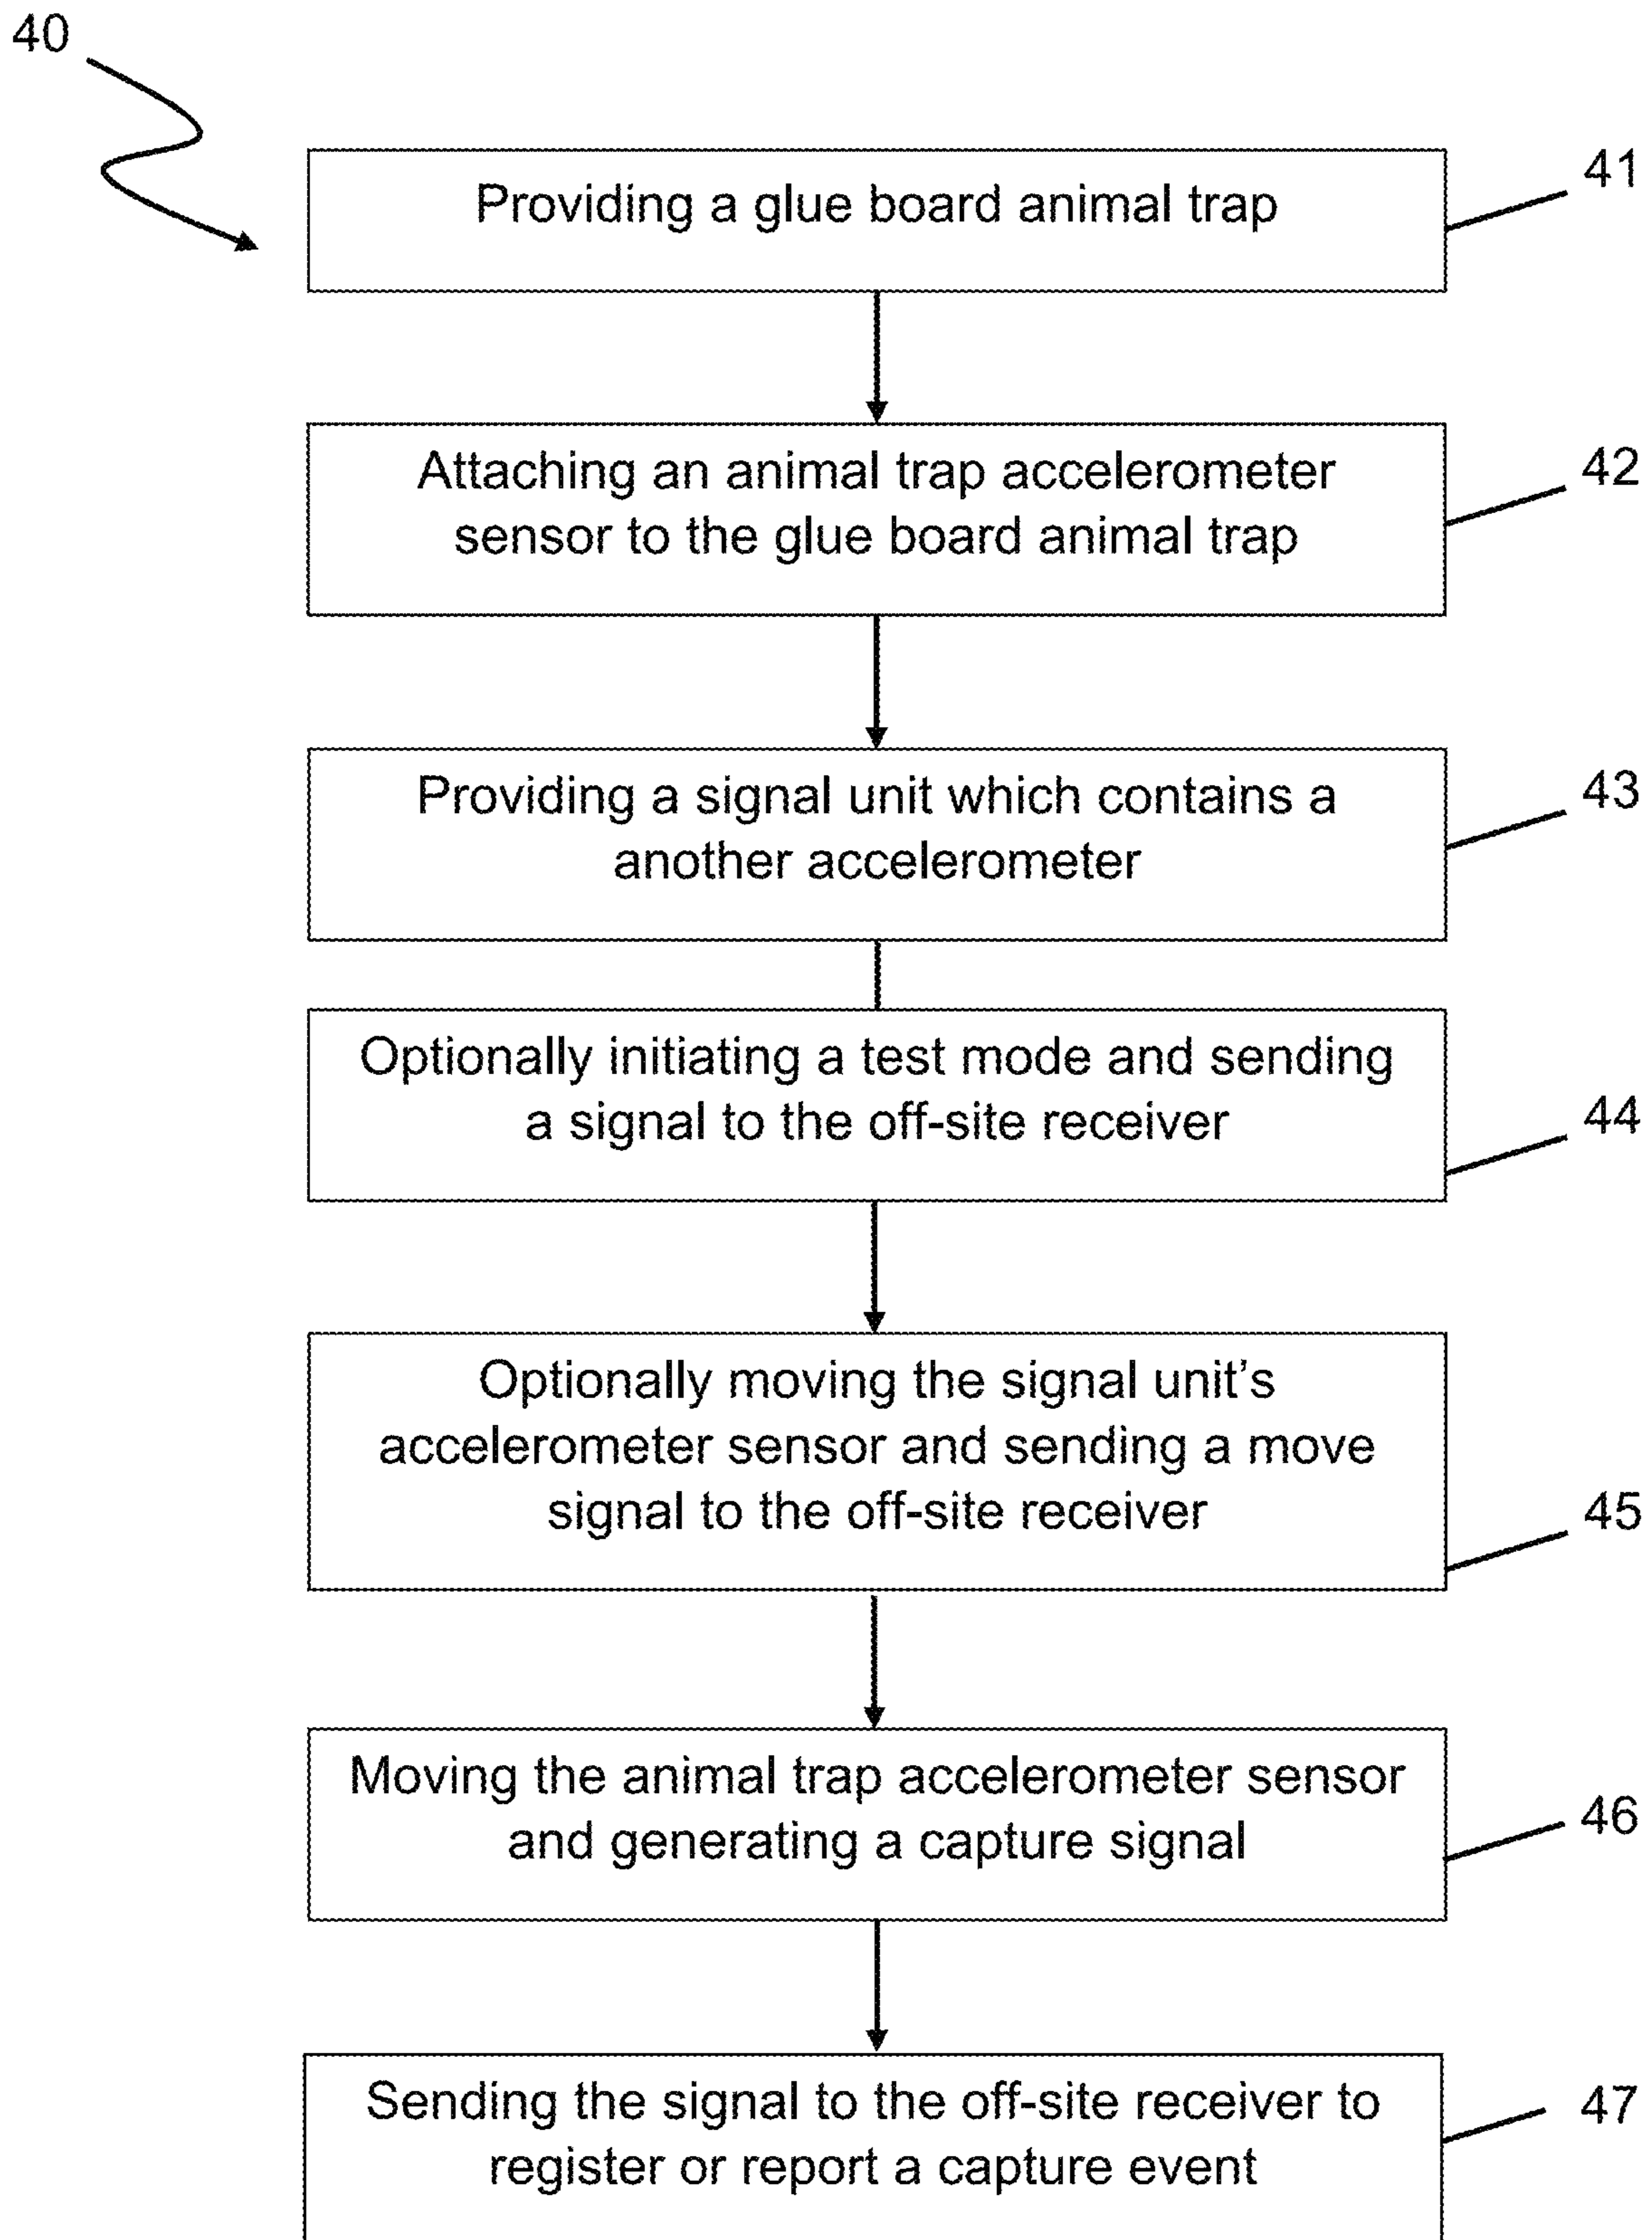 40
Providing a glue board animal trap
41
Attaching an animal trap accelerometer
sensor to the glue board animal trap
42
Providing a signal unit which contains a
another accelerometer
43
Optionally initiating a test mode and sending
a signal to the off-site receiver
44
Optionally moving the signal unit’s
accelerometer sensor and sending a move
signal to the off-site receiver
45
Moving the animal trap accelerometer sensor
and generating a capture signal
46
Sending the signal to the off-site receiver to
register or report a capture event
47